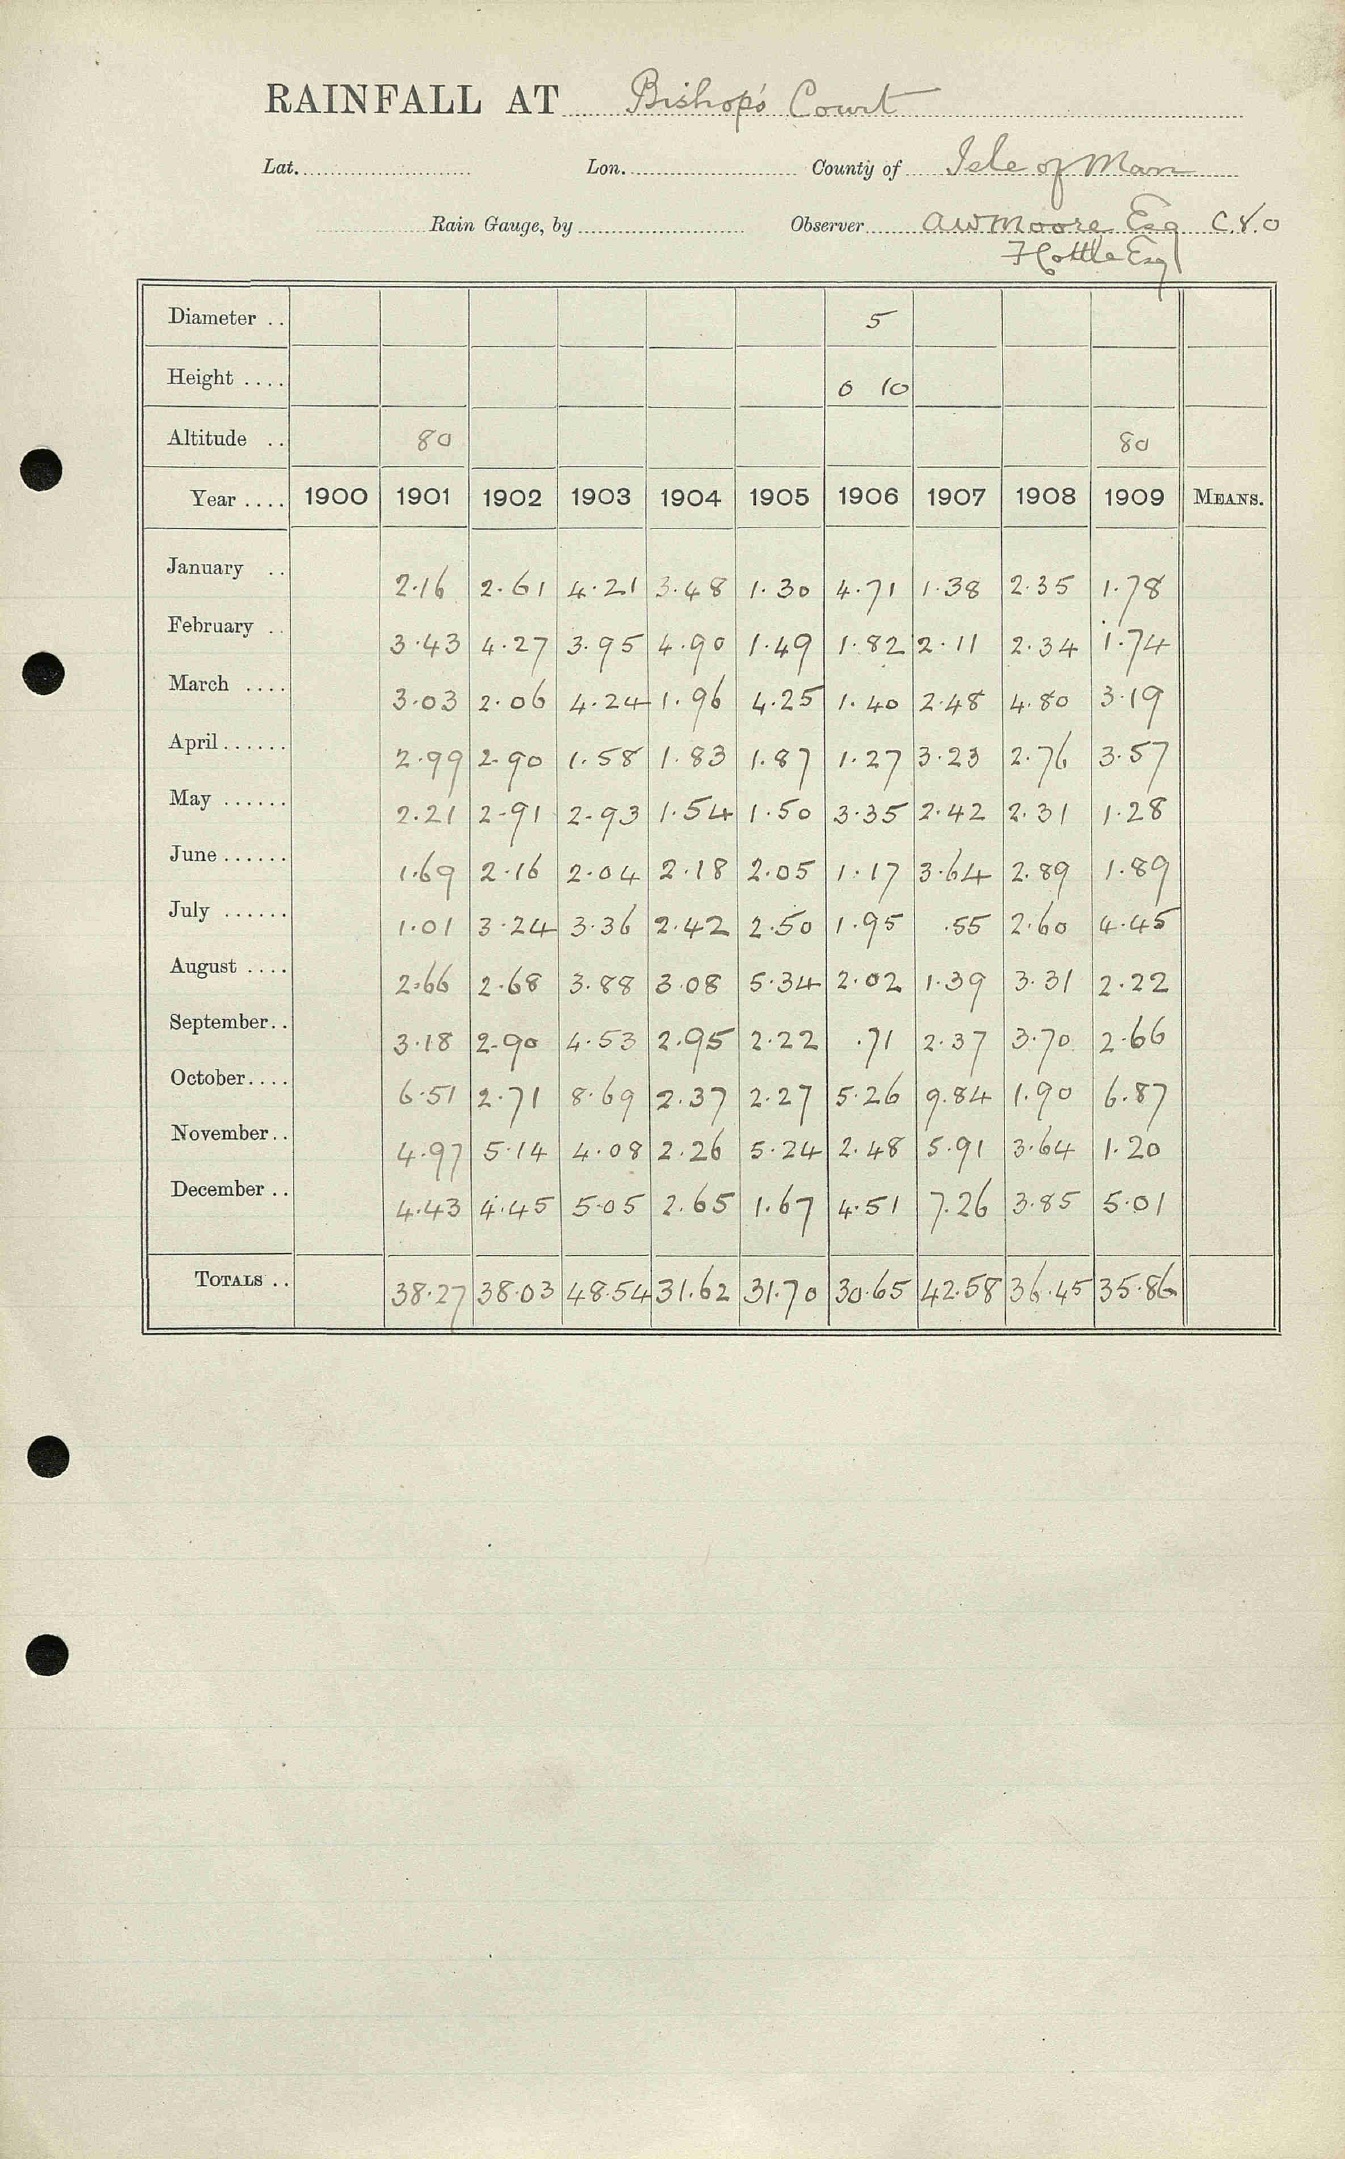 RAINFALL AT Bishop's Court
Lat. Lon. County of Isle of Man
Rain Gauge, by Observer A W Moore Esq C.V.O
Cottle Esq
Diameter .. 5
Height .... 0 10
Altitude .. 80 80
Year .... 1900 1901 1902 1903 1904 1905 1906 1907 1908 1909 MEANS.
January .. 2.16 2.61 4.21 3.48 1.30 4.71 1.38 2.35 1.78
February .. 3.43 4.27 3.95 4.90 1.49 1.82 2.11 2.34 1.74
March .... 3.03 2.06 4.24 1.96 4.25 1.40 2.48 4.80 3.19
April...... 2.99 2.90 1.58 1.83 1.87 1.27 3.23 2.76 3.57
May ...... 2.21 2.91 2.93 1.54 1.50 3.35 2.42 2.31 1.28
June...... 1.69 2.16 2.04 2.18 2.05 1.17 3.64 2.89 1.89
July ...... 1.01 3.24 3.36 2.42 2.50 1.95 .55 2.60 4.45
August .... 2.66 2.68 3.88 3.08 5.34 2.02 1.39 3.31 2.22
September.. 3.18 2.90 4.53 2.95 2.22 .71 2.37 3.70 2.66
October.... 6.51 2.71 8.69 2.37 2.27 5.26 9.84 1.90 6.87
November.. 4.97 5.14 4.08 2.26 5.24 2.48 5.91 3.64 1.20
December .. 4.43 4.45 5.05 2.65 1.67 4.51 7.26 3.85 5.01
TOTALS .. 38.27 38.03 48.54 31.62 31.70 30.65 42.58 36.45 35.86